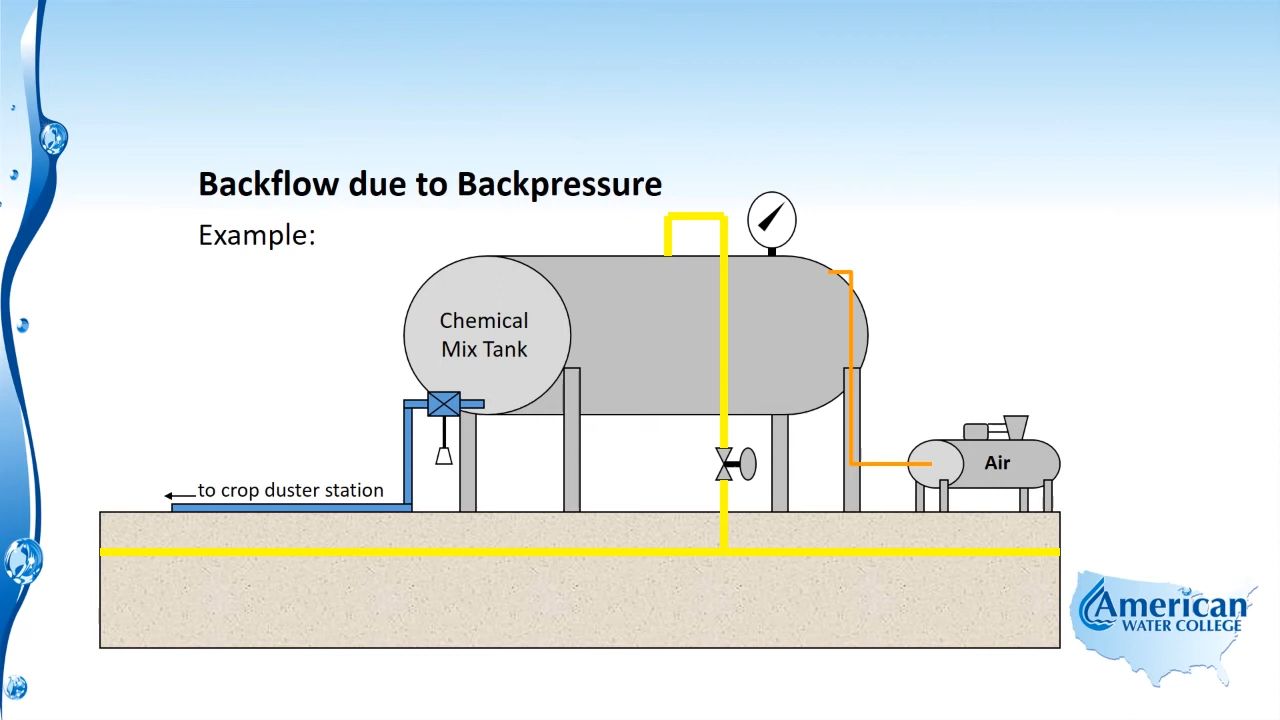 Backflow due to Backpressure
Example:
Chemical
Mix Tank
Air
to crop duster station
American
WATER COLLEGE